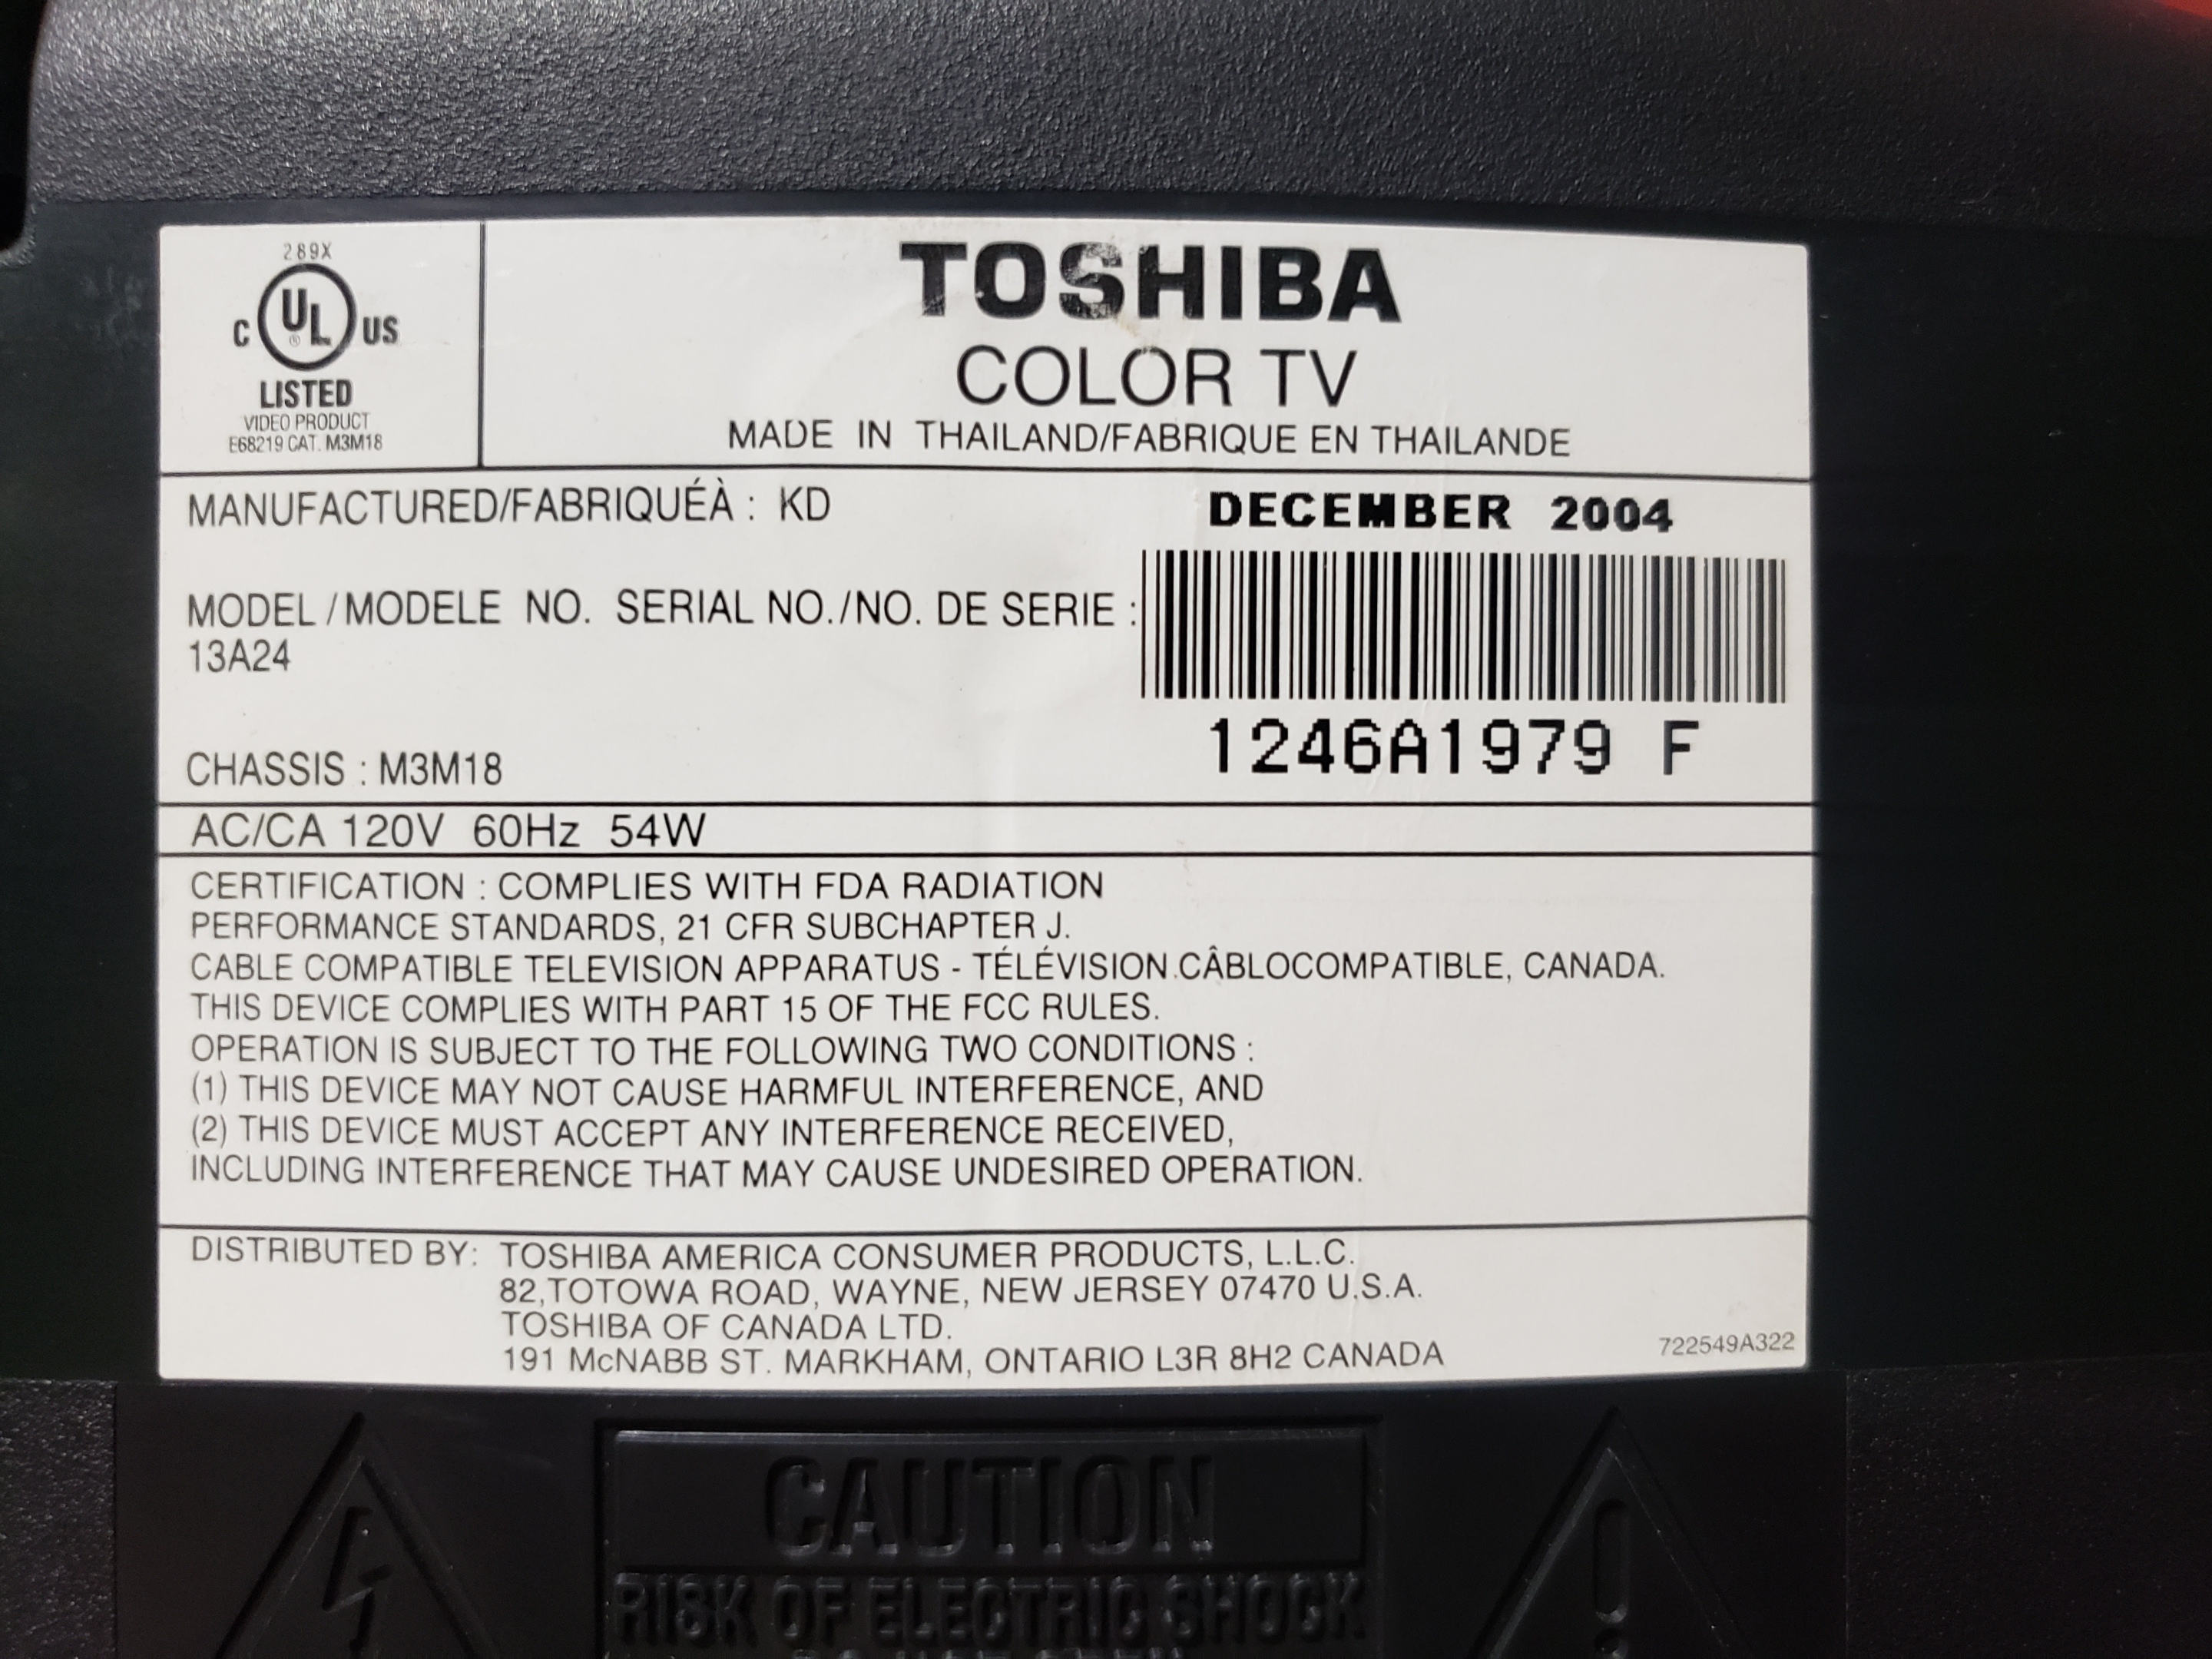 289X
C UL US
®
LISTED
VIDEO PRODUCT
E68219 CAT. M3M18
TOSHIBA
COLOR TV
MADE IN THAILAND/FABRIQUE EN THAILANDE
MANUFACTURED/FABRIQUÉÀ : KD
DECEMBER 2004
MODEL / MODELE NO. SERIAL NO./NO. DE SERIE :
13A24
1246A1979 F
CHASSIS : M3M18
AC/CA 120V 60Hz 54W
CERTIFICATION : COMPLIES WITH FDA RADIATION
PERFORMANCE STANDARDS, 21 CFR SUBCHAPTER J.
CABLE COMPATIBLE TELEVISION APPARATUS - TÉLÉVISION.CÂBLOCOMPATIBLE, CANADA.
THIS DEVICE COMPLIES WITH PART 15 OF THE FCC RULES.
OPERATION IS SUBJECT TO THE FOLLOWING TWO CONDITIONS :
(1) THIS DEVICE MAY NOT CAUSE HARMFUL INTERFERENCE, AND
(2) THIS DEVICE MUST ACCEPT ANY INTERFERENCE RECEIVED,
INCLUDING INTERFERENCE THAT MAY CAUSE UNDESIRED OPERATION.
DISTRIBUTED BY: TOSHIBA AMERICA CONSUMER PRODUCTS, L.L.C.
82,TOTOWA ROAD, WAYNE, NEW JERSEY 07470 U.S.A.
TOSHIBA OF CANADA LTD.
191 McNABB ST. MARKHAM, ONTARIO L3R 8H2 CANADA
722549A322
CAUTION
RISK OF ELECTRIC SHOCK